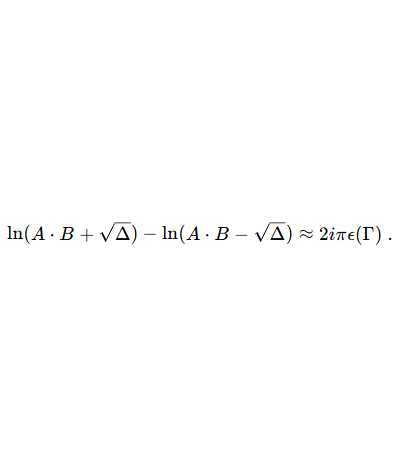 ln(A · B + √Δ) − ln(A · B − √Δ) ≈ 2iπϵ(Γ) .